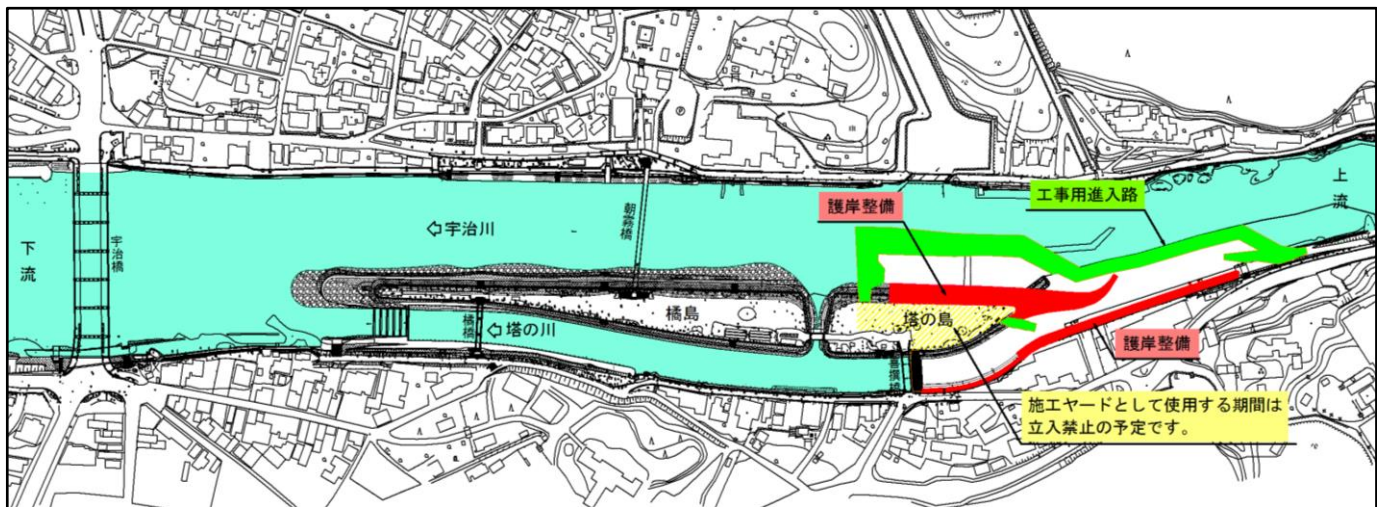 上流
工事用進入路
護岸整備
朝霧橋
⇦宇治川
宇治橋
下流
橘島
塔の島
橘橋
⇦塔の川
護岸整備
喜撰橋
施工ヤードとして使用する期間は
立入禁止の予定です。